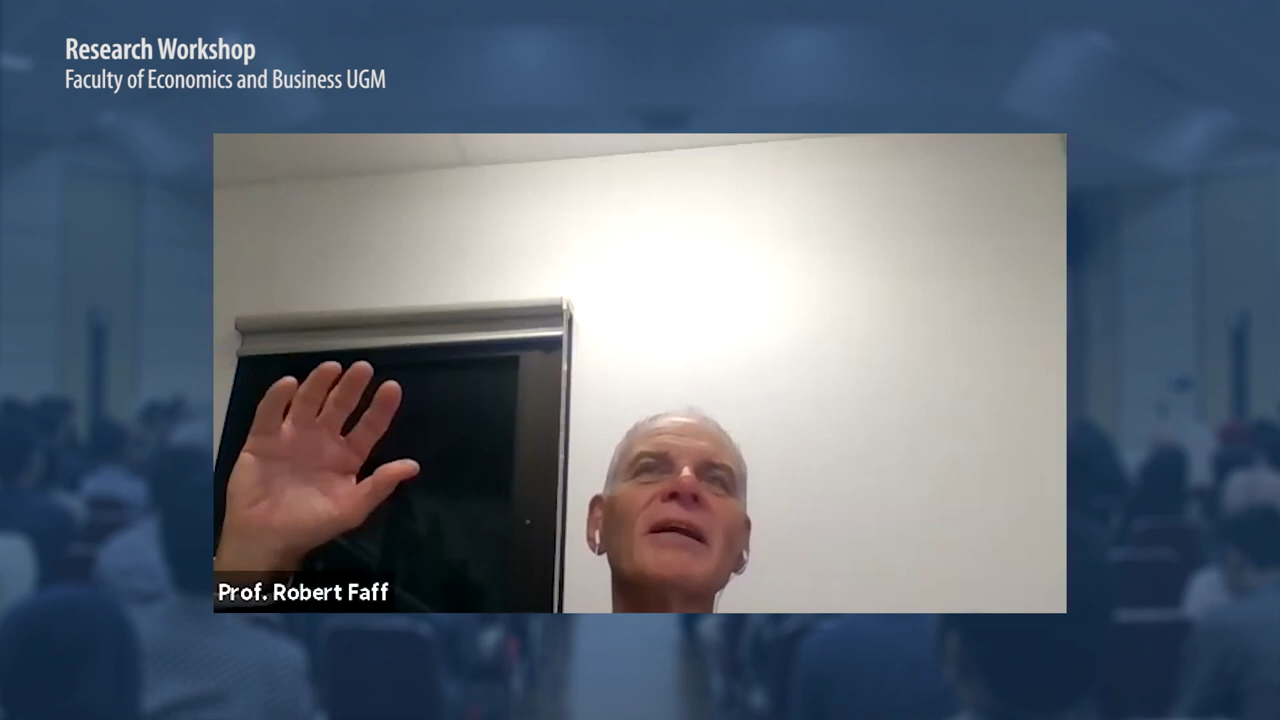 Research Workshop
Faculty of Economics and Business UGM
Prof. Robert Faff